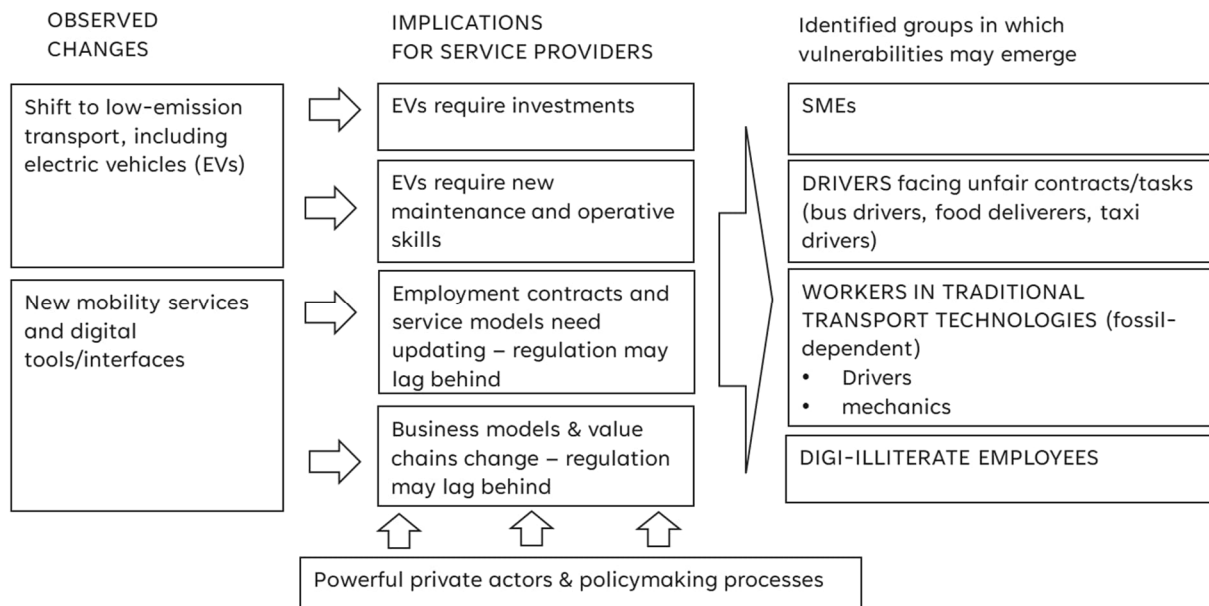 OBSERVED
CHANGES
Shift to low-emission
transport, including
electric vehicles (EVs)
New mobility services
and digital
tools/interfaces
IMPLICATIONS
FOR SERVICE PROVIDERS
EVs require investments
EVs require new
maintenance and operative
skills
Employment contracts and
service models need
updating – regulation may
lag behind
Business models & value
chains change – regulation
may lag behind
Powerful private actors & policymaking processes
Identified groups in which
vulnerabilities may emerge
SMEs
DRIVERS facing unfair contracts/tasks
(bus drivers, food deliverers, taxi
drivers)
WORKERS IN TRADITIONAL
TRANSPORT TECHNOLOGIES (fossil-
dependent)
• Drivers
• mechanics
DIGI-ILLITERATE EMPLOYEES